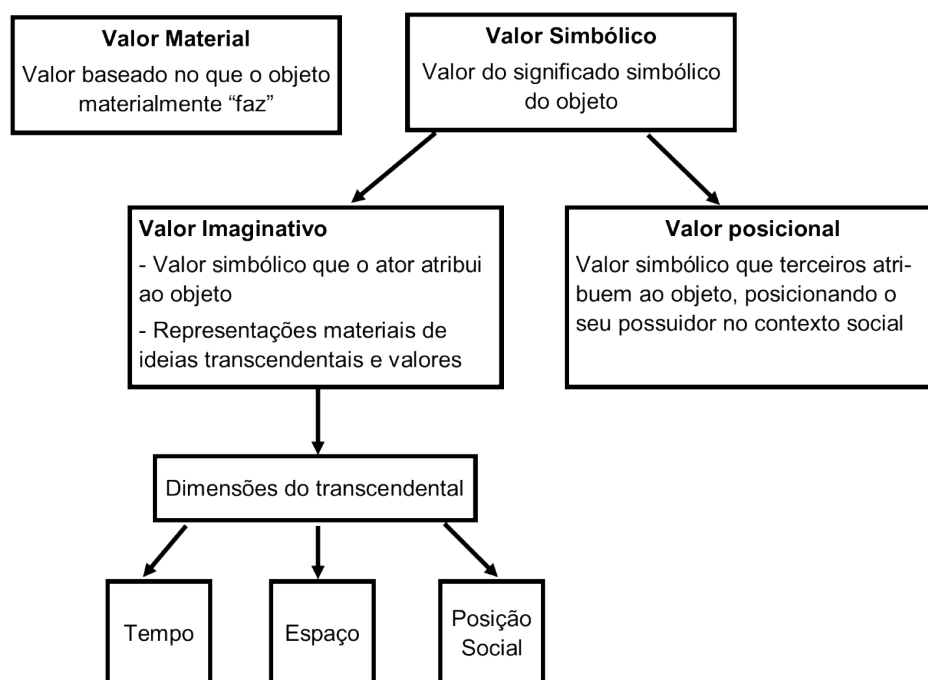 Valor Material
Valor baseado no que o objeto
materialmente “faz”
Valor Simbólico
Valor do significado simbólico
do objeto
Valor Imaginativo
- Valor simbólico que o ator atribui
ao objeto
- Representações materiais de
ideias transcendentais e valores
Valor posicional
Valor simbólico que terceiros atri-
buem ao objeto, posicionando o
seu possuidor no contexto social
Dimensões do transcendental
Tempo
Espaço
Posição
Social